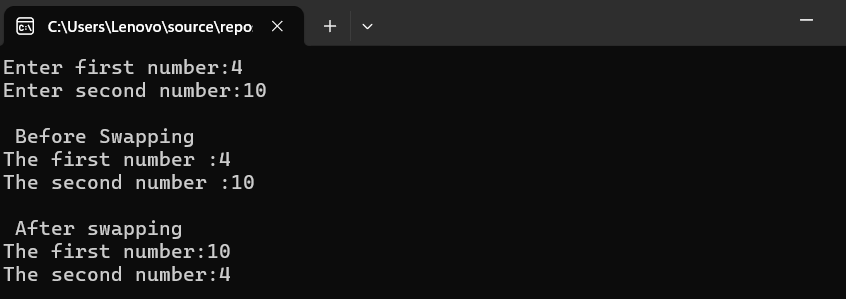 C:\Users\Lenovo\source\repo
Enter first number:4
Enter second number:10
 Before Swapping
The first number :4
The second number :10
 After swapping
The first number:10
The second number:4